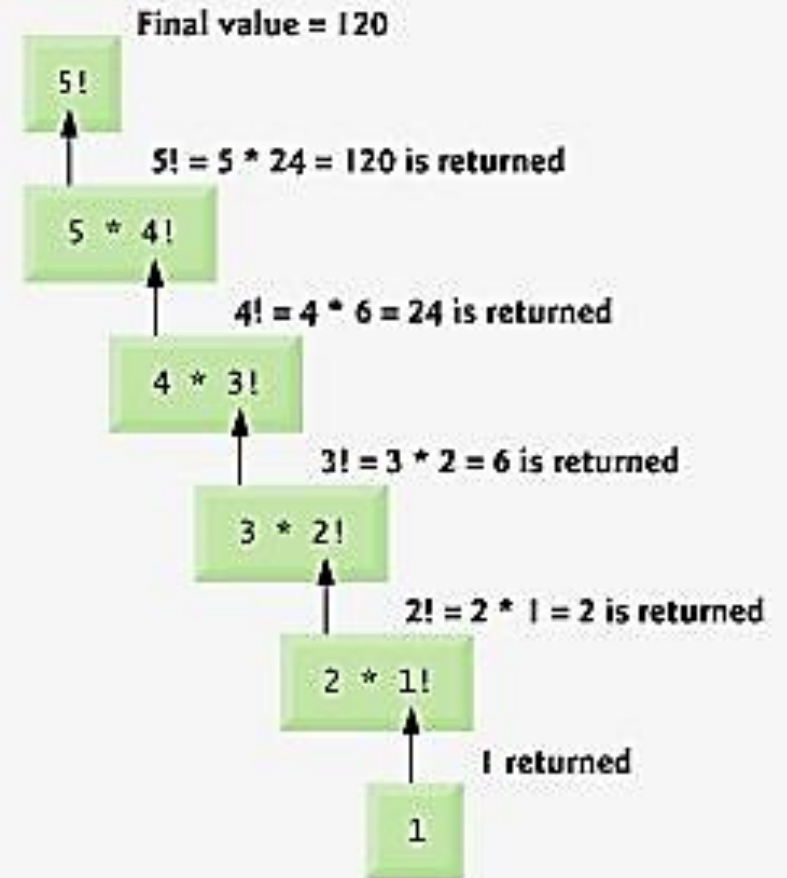 Final value = 120
5!
5! = 5 * 24 = 120 is returned
5 * 4!
4! = 4 * 6 = 24 is returned
4 * 3!
3! = 3 * 2 = 6 is returned
3 * 2!
2! = 2 * 1 = 2 is returned
2 * 1!
1 returned
1